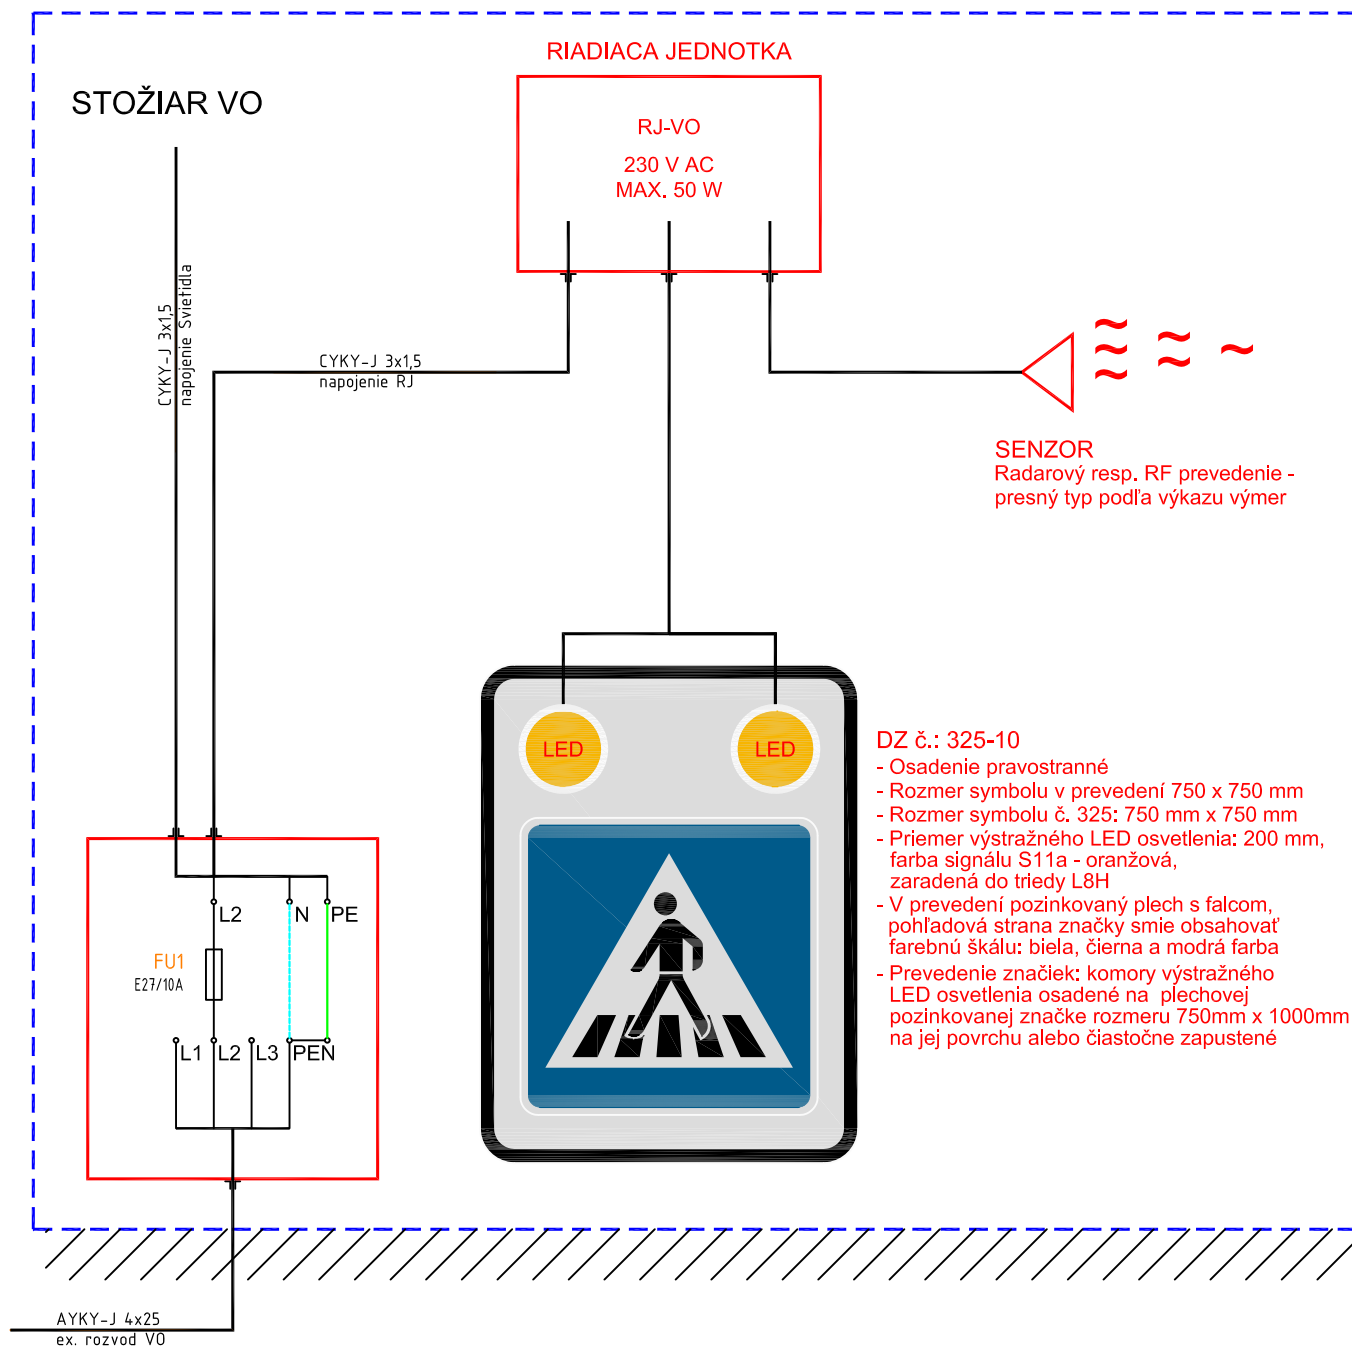 RIADIACA JEDNOTKA
STOŽIAR VO
RJ-VO
230 V AC
MAX. 50 W
CYKY-J 3x1,5
napojenie Svietidla
CYKY-J 3x1,5
napojenie RJ
SENZOR
Radarový resp. RF prevedenie -
presný typ podľa výkazu výmer
LED
LED
DZ č.: 325-10
- Osadenie pravostranné
- Rozmer symbolu v prevedení 750 x 750 mm
- Rozmer symbolu č. 325: 750 mm x 750 mm
- Priemer výstražného LED osvetlenia: 200 mm,
farba signálu S11a - oranžová,
zaradená do triedy L8H
- V prevedení pozinkovaný plech s falcom,
pohľadová strana značky smie obsahovať
farebnú škálu: biela, čierna a modrá farba
- Prevedenie značiek: komory výstražného
LED osvetlenia osadené na plechovej
pozinkovanej značke rozmeru 750mm x 1000mm
na jej povrchu alebo čiastočne zapustené
L2 N PE
FU1
E27/10A
L1 L2 L3 PEN
AYKY-J 4x25
ex. rozvod VO